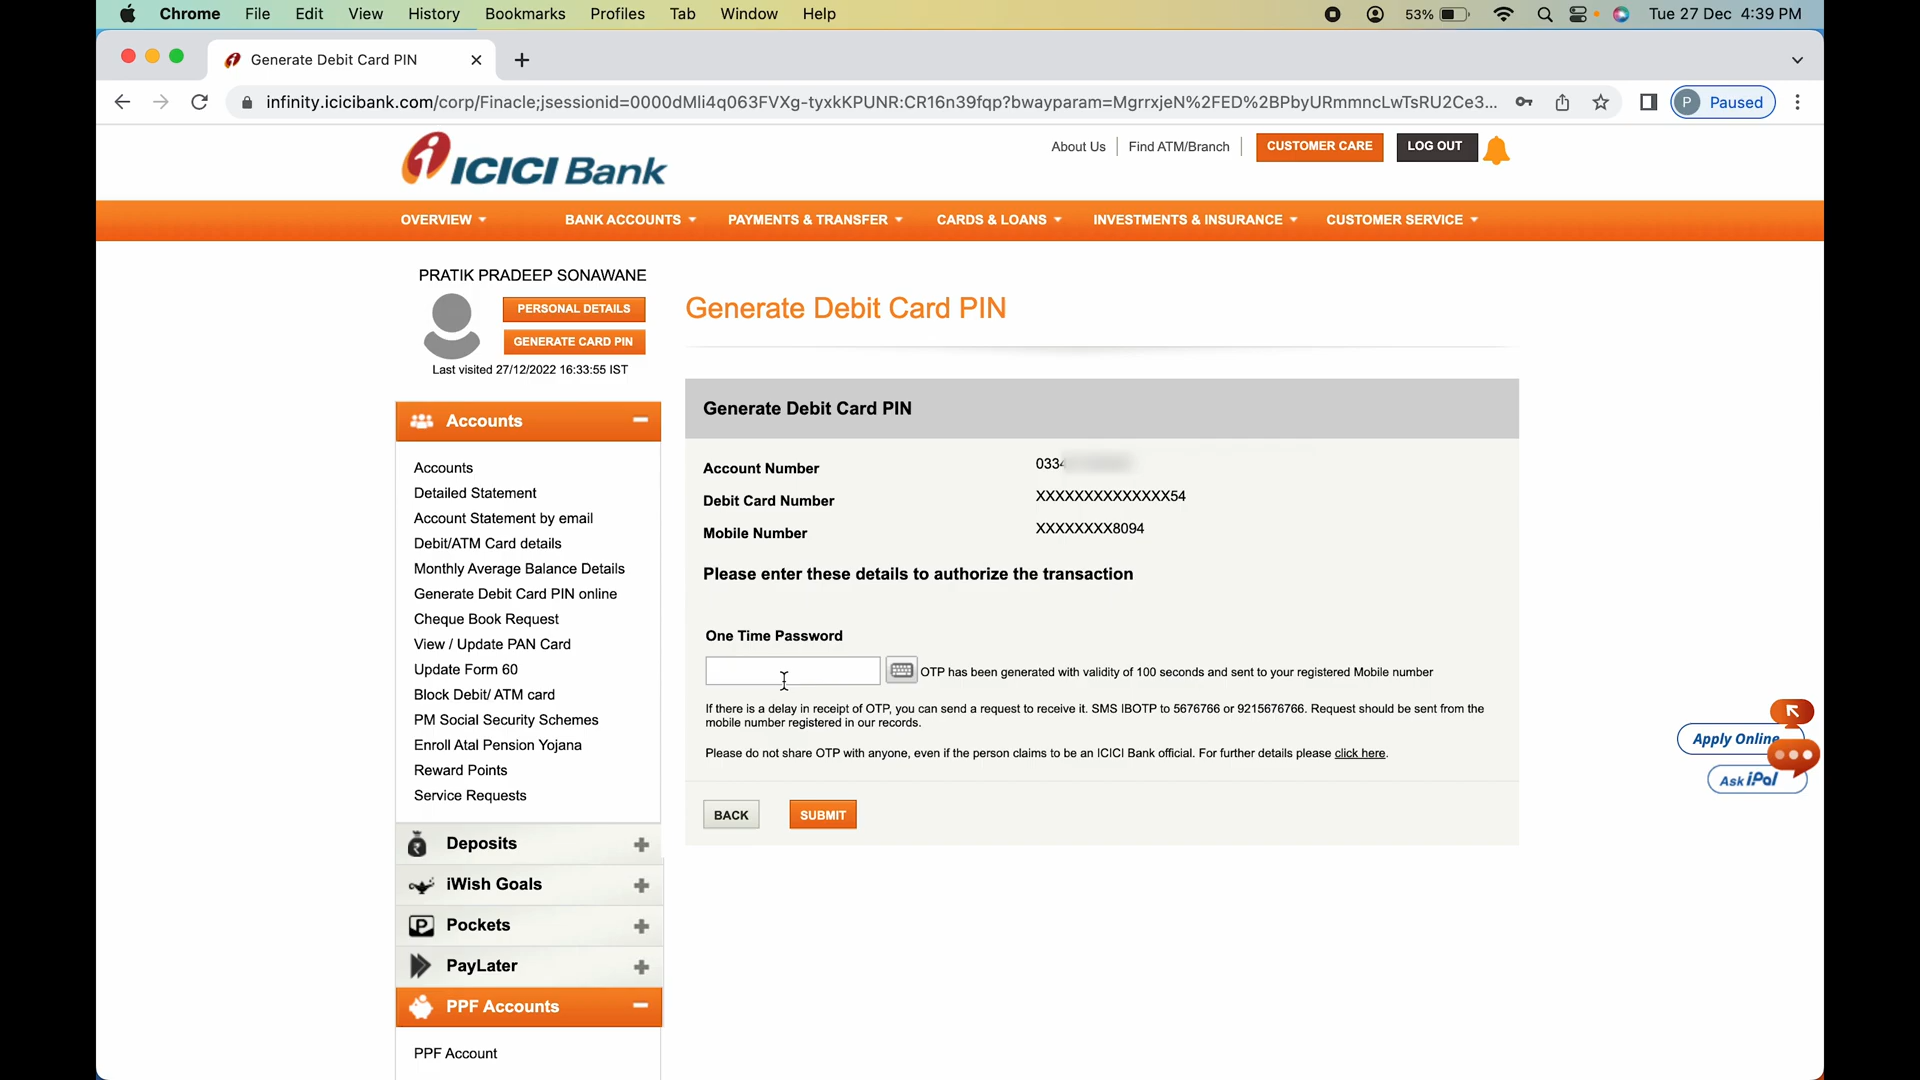 Chrome File Edit View History Bookmarks Profiles Tab Window Help 53% Tue 27 Dec 4:39 PM
Generate Debit Card PIN
infinity.icicibank.com/corp/Finacle;jsessionid=0000dMli4q063FVXg-tyxkKPUNR:CR16n39fqp?bwayparam=MgrrxjeN%2FED%2BPbyURmmncLwTsRU2Ce3... P Paused
ICICI Bank
About Us Find ATM/Branch CUSTOMER CARE LOG OUT
OVERVIEW BANK ACCOUNTS PAYMENTS & TRANSFER CARDS & LOANS INVESTMENTS & INSURANCE CUSTOMER SERVICE
PRATIK PRADEEP SONAWANE
PERSONAL DETAILS
GENERATE CARD PIN
Last visited 27/12/2022 16:33:55 IST
Accounts
Accounts
Detailed Statement
Account Statement by email
Debit/ATM Card details
Monthly Average Balance Details
Generate Debit Card PIN online
Cheque Book Request
View / Update PAN Card
Update Form 60
Block Debit/ ATM card
PM Social Security Schemes
Enroll Atal Pension Yojana
Reward Points
Service Requests
Deposits
iWish Goals
Pockets
PayLater
PPF Accounts
PPF Account
Generate Debit Card PIN
Generate Debit Card PIN
Account Number 0334
Debit Card Number XXXXXXXXXXXXXX54
Mobile Number XXXXXXXX8094
Please enter these details to authorize the transaction
One Time Password
OTP has been generated with validity of 100 seconds and sent to your registered Mobile number
If there is a delay in receipt of OTP, you can send a request to receive it. SMS IBOTP to 5676766 or 9215676766. Request should be sent from the
mobile number registered in our records.
Please do not share OTP with anyone, even if the person claims to be an ICICI Bank official. For further details please click here.
BACK SUBMIT
Apply Online
Ask iPal